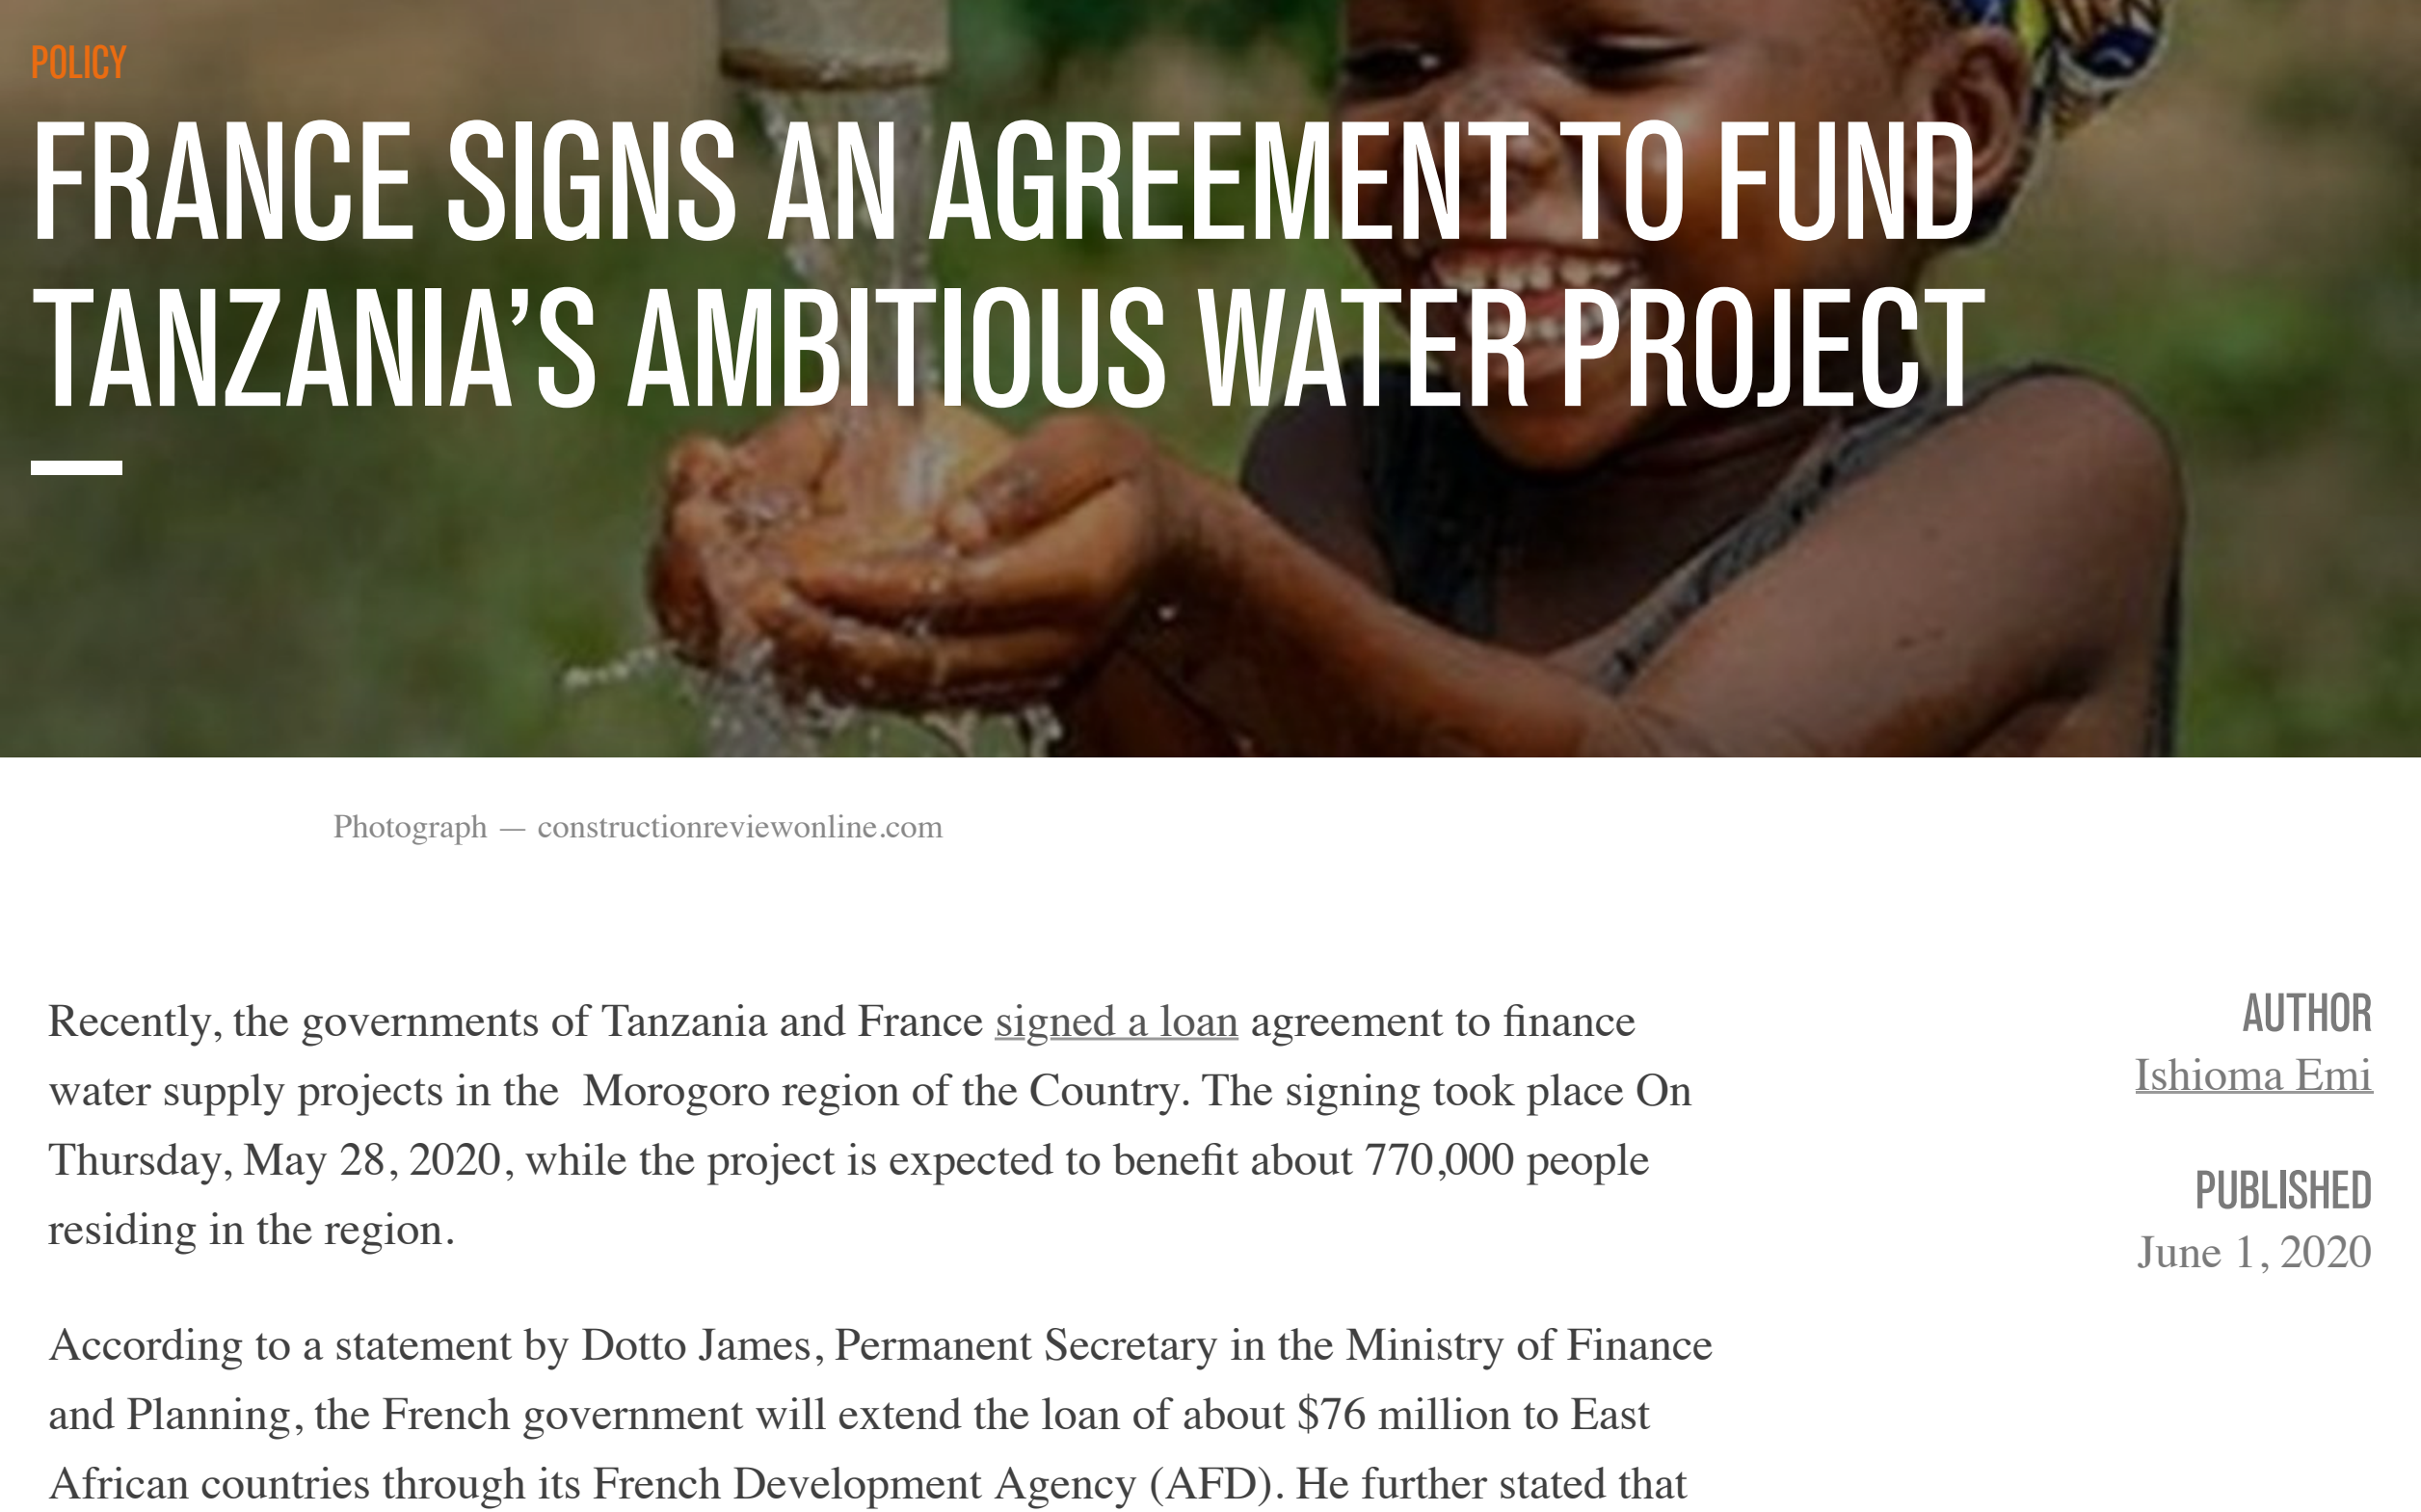 POLICY
FRANCE SIGNS AN AGREEMENT TO FUND
TANZANIA’S AMBITIOUS WATER PROJECT
Photograph — constructionreviewonline.com
Recently, the governments of Tanzania and France signed a loan agreement to finance
water supply projects in the  Morogoro region of the Country. The signing took place On
Thursday, May 28, 2020, while the project is expected to benefit about 770,000 people
residing in the region.
According to a statement by Dotto James, Permanent Secretary in the Ministry of Finance
and Planning, the French government will extend the loan of about $76 million to East
African countries through its French Development Agency (AFD). He further stated that
AUTHOR
Ishioma Emi
PUBLISHED
June 1, 2020